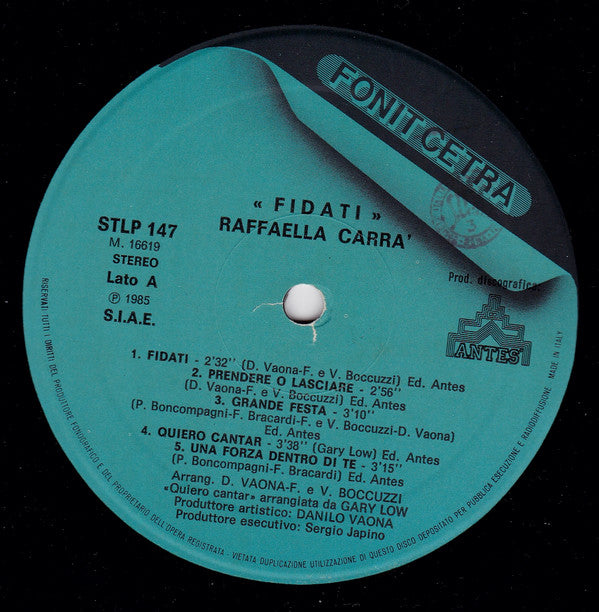 FONIT CETRA
« FIDATI »
RAFFAELLA CARRA'
STLP 147
M. 16619
STEREO
Lato A
Ⓟ 1985
S.I.A.E.
Prod. discografica:
ANTES
1. FIDATI - 2'32'' (D. Vaona-F. e V. Boccuzzi) Ed. Antes
2. PRENDERE O LASCIARE - 2'56''
(D. Vaona-F. e V. Boccuzzi) Ed. Antes
3. GRANDE FESTA - 3'10''
(P. Boncompagni-F. Bracardi-F. e V. Boccuzzi-D. Vaona)
Ed. Antes
4. QUIERO CANTAR - 3'38'' (Gary Low) Ed. Antes
5. UNA FORZA DENTRO DI TE - 3'15''
(P. Boncompagni-F. Bracardi) Ed. Antes
Arrang. D. VAONA-F. e V. BOCCUZZI
«Quiero cantar» arrangiata da GARY LOW
Produttore artistico: DANILO VAONA
Produttore esecutivo: Sergio Japino
RISERVATI TUTTI I DIRITTI DEL PRODUTTORE FONOGRAFICO E DEL PROPRIETARIO DELL'OPERA REGISTRATA - VIETATA DUPLICAZIONE UTILIZZAZIONE DI QUESTO DISCO DEPOSITATO PER PUBBLICA ESECUZIONE E RADIODIFFUSIONE. MADE IN ITALY